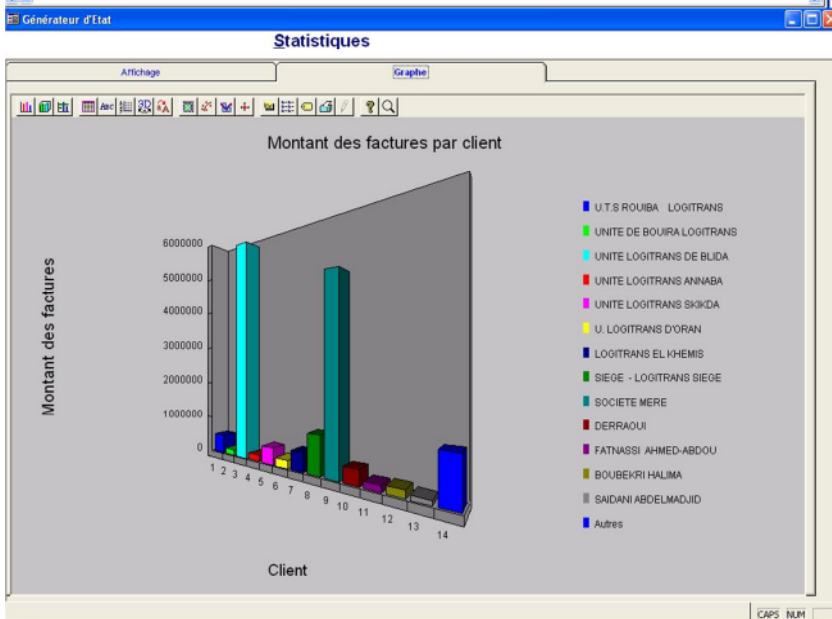 Générateur d'Etat
Statistiques
Affichage
Graphe
ABC
3D
Montant des factures par client
Montant des factures
6000000
5000000
4000000
3000000
2000000
1000000
0
1 2 3 4 5 6 7 8 9 10 11 12 13 14
Client
U.T.S ROUIBA LOGITRANS
UNITE DE BOUIRA LOGITRANS
UNITE LOGITRANS DE BLIDA
UNITE LOGITRANS ANNABA
UNITE LOGITRANS SKIKDA
U. LOGITRANS D'ORAN
LOGITRANS EL KHEMIS
SIEGE - LOGITRANS SIEGE
SOCIETE MERE
DERRAOUI
FATNASSI AHMED-ABDOU
BOUBEKRI HALIMA
SAIDANI ABDELMADJID
Autres
CAPS NUM